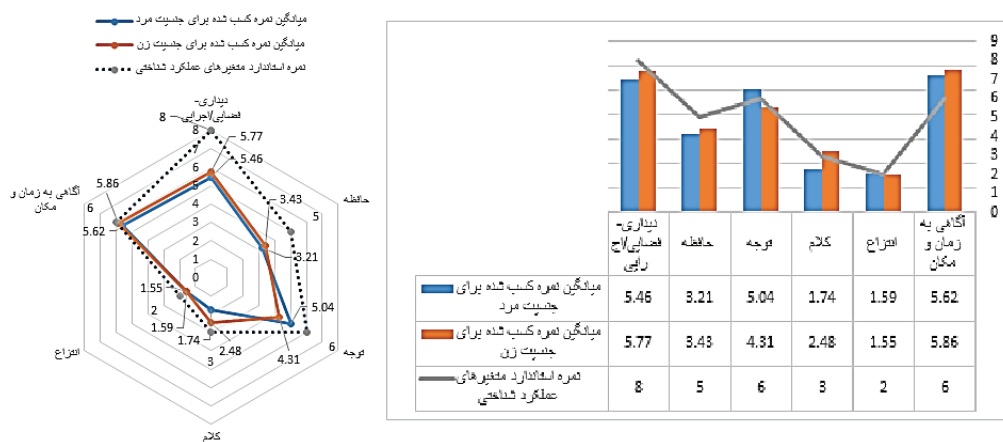 میانگین نمره کسب شده برای جنسیت مرد
میانگین نمره کسب شده برای جنسیت زن
نمره استاندارد متغیرهای عملکرد شناختی
دیداری-
فضایی/اجرایی
8
8
7
6
5
4
3
2
1
0
5.77
5.46
حافظه
5
3.43
3.21
5.04
توجه
6
4.31
2.48
1.74
3
کلام
انتزاع
2
1.55
1.59
آگاهی به زمان و
مکان
5.86
6
5.62
9
8
7
6
5
4
3
2
1
0
دیداری-
فضایی/اج
رایی
حافظه
توجه
کلام
انتزاع
آگاهی به
زمان و
مکان
میانگین نمره کسب شده برای
جنسیت مرد
5.46 3.21 5.04 1.74 1.59 5.62
میانگین نمره کسب شده برای
جنسیت زن
5.77 3.43 4.31 2.48 1.55 5.86
نمره استاندارد متغیرهای
عملکرد شناختی
8 5 6 3 2 6